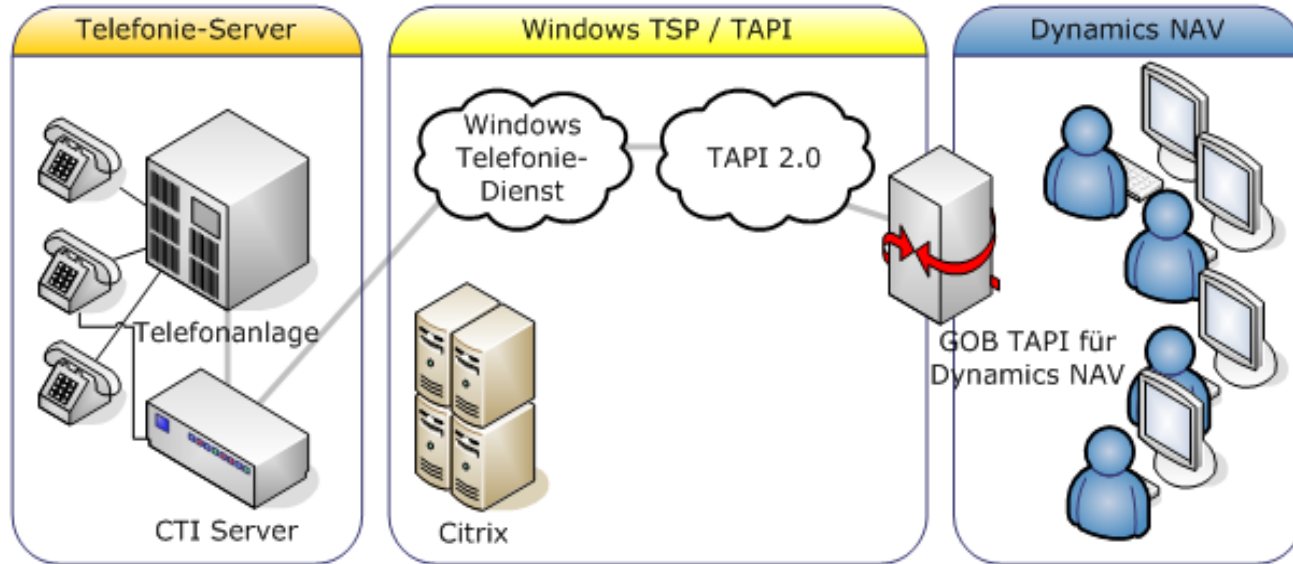 Telefonie-Server
Windows TSP / TAPI
Dynamics NAV
Windows
Telefonie-
Dienst
TAPI 2.0
Telefonanlage
GOB TAPI für
Dynamics NAV
CTI Server
Citrix